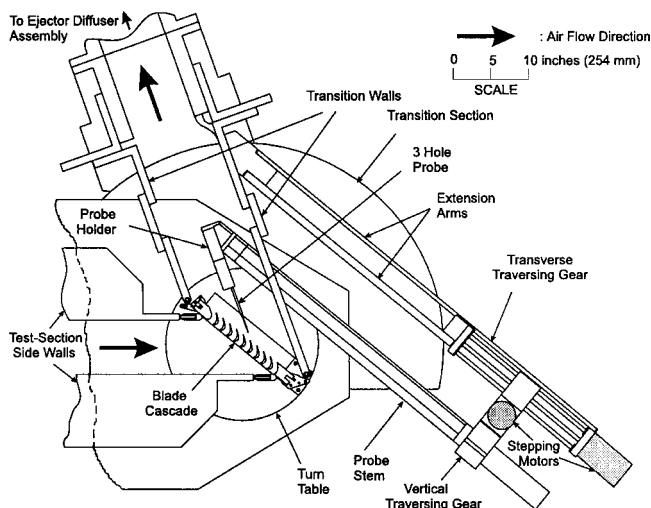 To Ejector Diffuser
Assembly
: Air Flow Direction
0 5 10 inches (254 mm)
SCALE
Transition Walls
Transition Section
3 Hole
Probe
Extension
Arms
Probe
Holder
Transverse
Traversing Gear
Test-Section
Side Walls
Blade
Cascade
Turn
Table
Probe
Stem
Vertical
Traversing Gear
Stepping
Motors